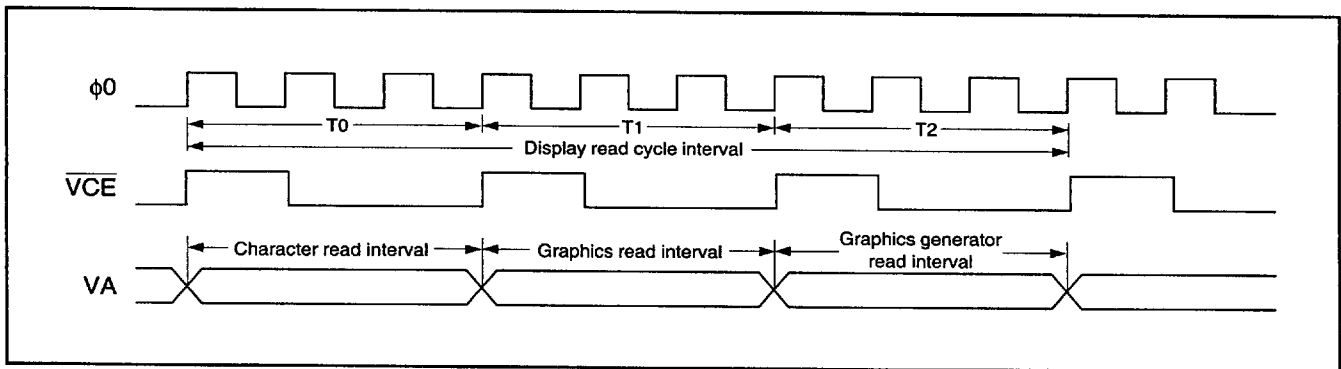 φ0
T0 T1 T2
Display read cycle interval
VCE
Character read interval Graphics read interval Graphics generator
read interval
VA